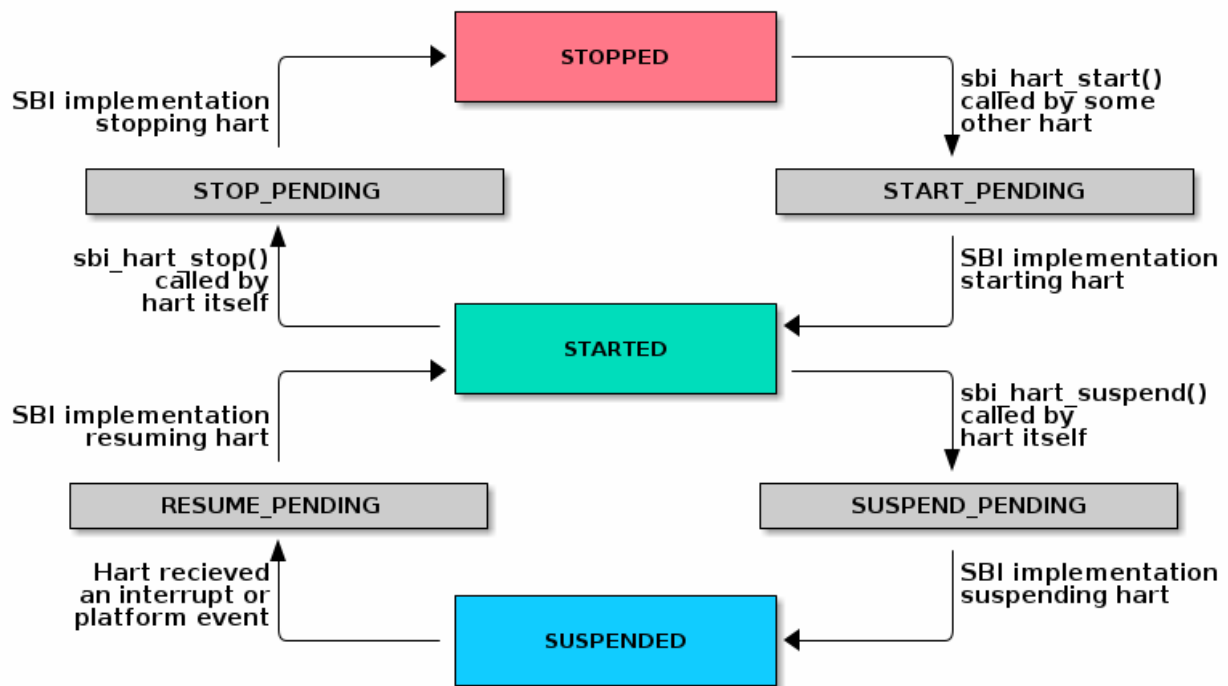 STOPPED
SBI implementation
stopping hart
sbi_hart_start()
called by some
other hart
STOP_PENDING
START_PENDING
sbi_hart_stop()
called by
hart itself
SBI implementation
starting hart
STARTED
SBI implementation
resuming hart
sbi_hart_suspend()
called by
hart itself
RESUME_PENDING
SUSPEND_PENDING
Hart recieved
an interrupt or
platform event
SBI implementation
suspending hart
SUSPENDED